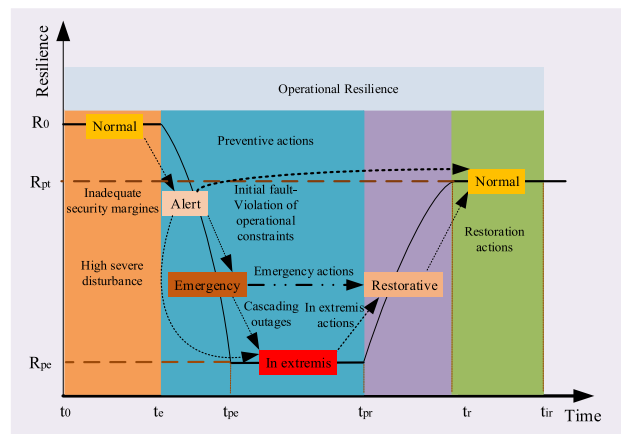 Resilience
Operational Resilience
R0
Normal
Preventive actions
Rpt
Normal
Inadequate
security margines
Alert
Initial fault-
Violation of
operational
constraints
Restoration
actions
High severe
disturbance
Emergency
Emergency actions
Restorative
Cascading
outages
In extremis
actions
Rpe
In extremis
t0
te
tpe
tpr
tr
tir
Time